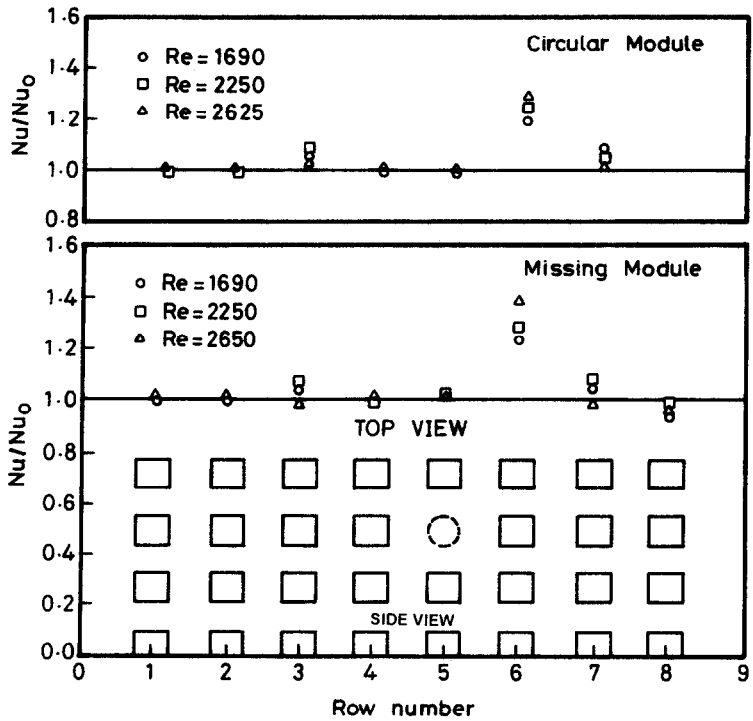 1.6
Circular Module
1.4
○ Re=1690
□ Re=2250
△ Re=2625
Nu/Nu₀
1.2
1.0
0.8
1.6
Missing Module
1.4
○ Re=1690
□ Re=2250
△ Re=2650
1.2
Nu/Nu₀
1.0
TOP VIEW
0.8
0.6
0.4
0.2
SIDE VIEW
0.0
0 1 2 3 4 5 6 7 8 9
Row number